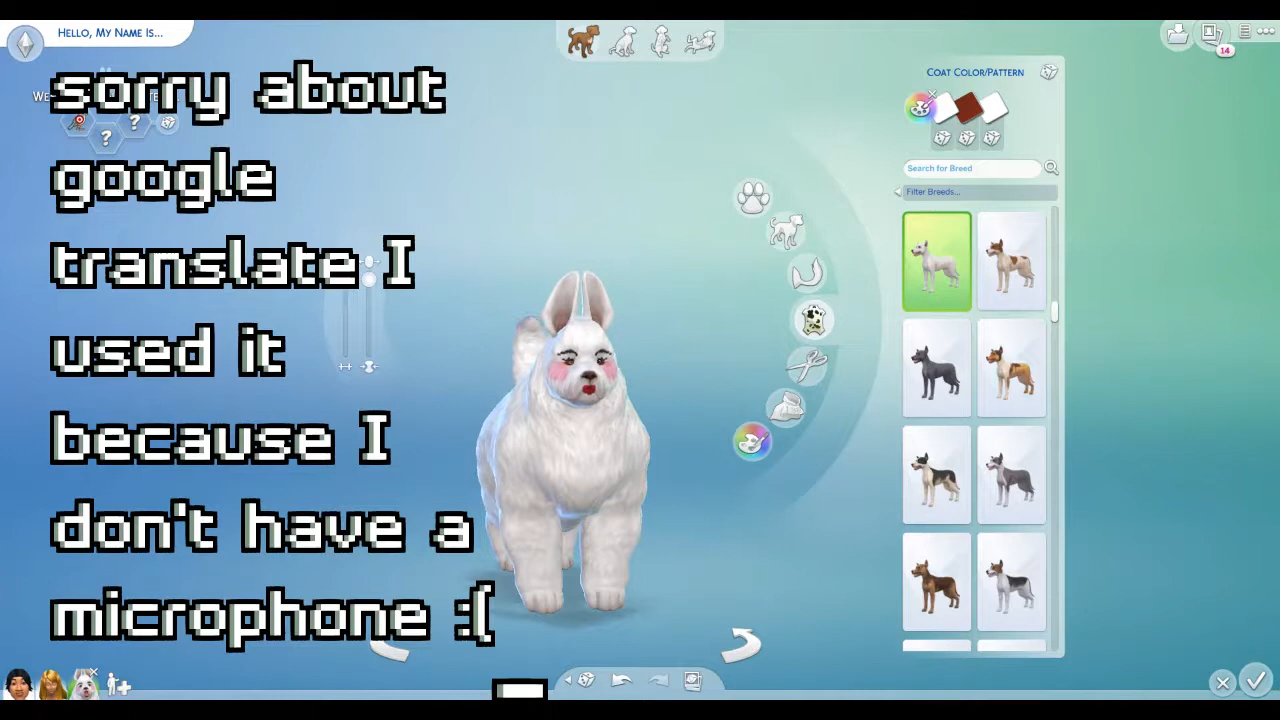 HELLO, MY NAME IS...
sorry about
google
translate I
used it
because I
don't have a
microphone :(
COAT COLOR/PATTERN
14
Search for Breed
Filter Breeds...